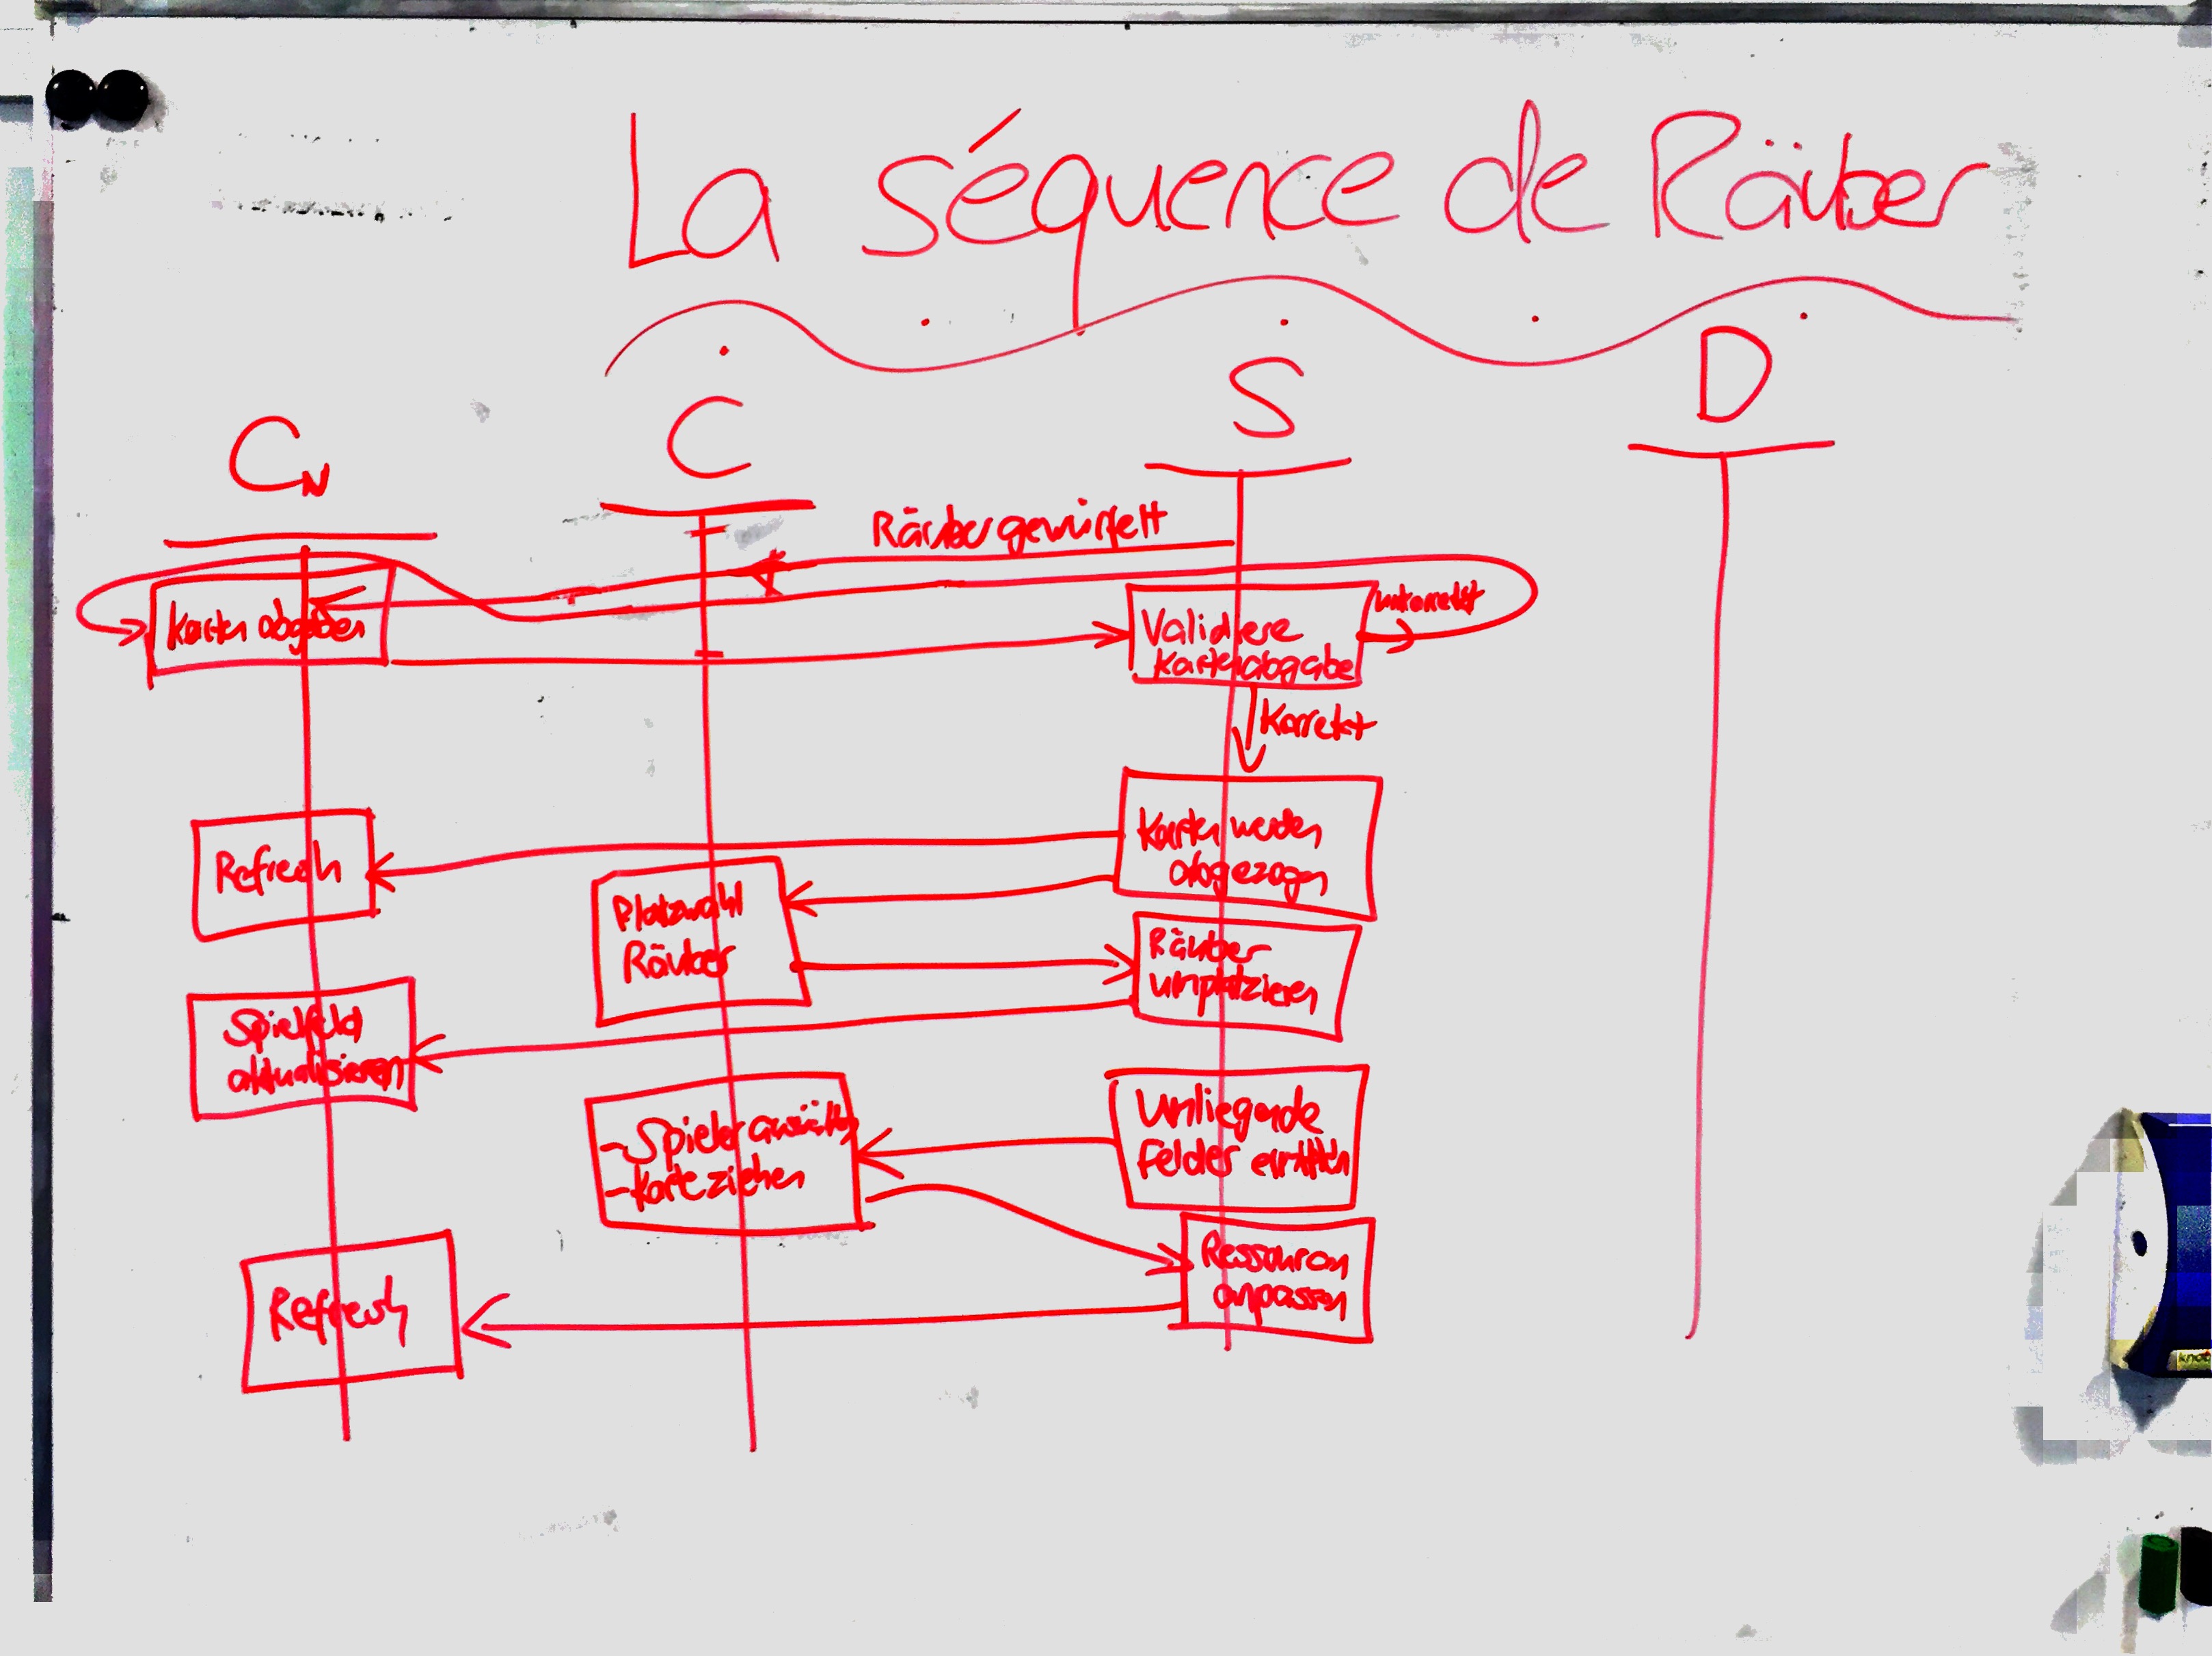 La séquence de Räuber
C_N
C
S
D
Räuber gewürfelt
Karten abgeben
Validiere
Kartenabgabe
unkorrekt
Korrekt
Karten werden
abgezogen
Refresh
Platzwahl
Räuber
Räuber
umplatzieren
Spielfeld
aktualisieren
Umliegende
Felder ermitteln
- Spieler auswählen
- Karte ziehen
Ressourcen
anpassen
Refresh